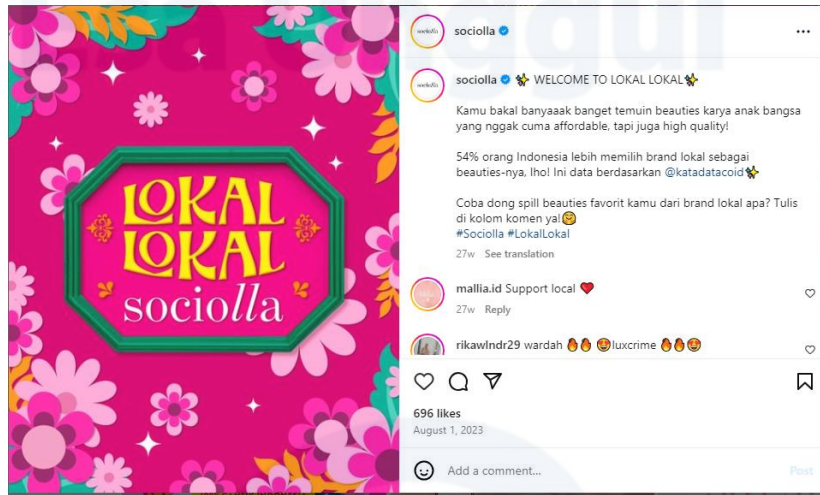 LOKAL
LOKAL
sociolla
sociolla
sociolla ✨ WELCOME TO LOKAL LOKAL✨
Kamu bakal banyaaak banget temuin beauties karya anak bangsa
yang nggak cuma affordable, tapi juga high quality!
54% orang Indonesia lebih memilih brand lokal sebagai
beauties-nya, lho! Ini data berdasarkan @katadatacoid✨
Coba dong spill beauties favorit kamu dari brand lokal apa? Tulis
di kolom komen ya!🤗
#Sociolla #LokalLokal
27w See translation
mallia.id Support local ❤️
27w Reply
rikawlndr29 wardah 🔥🔥 🤩luxcrime 🔥🔥🤩
696 likes
August 1, 2023
Add a comment...
Post